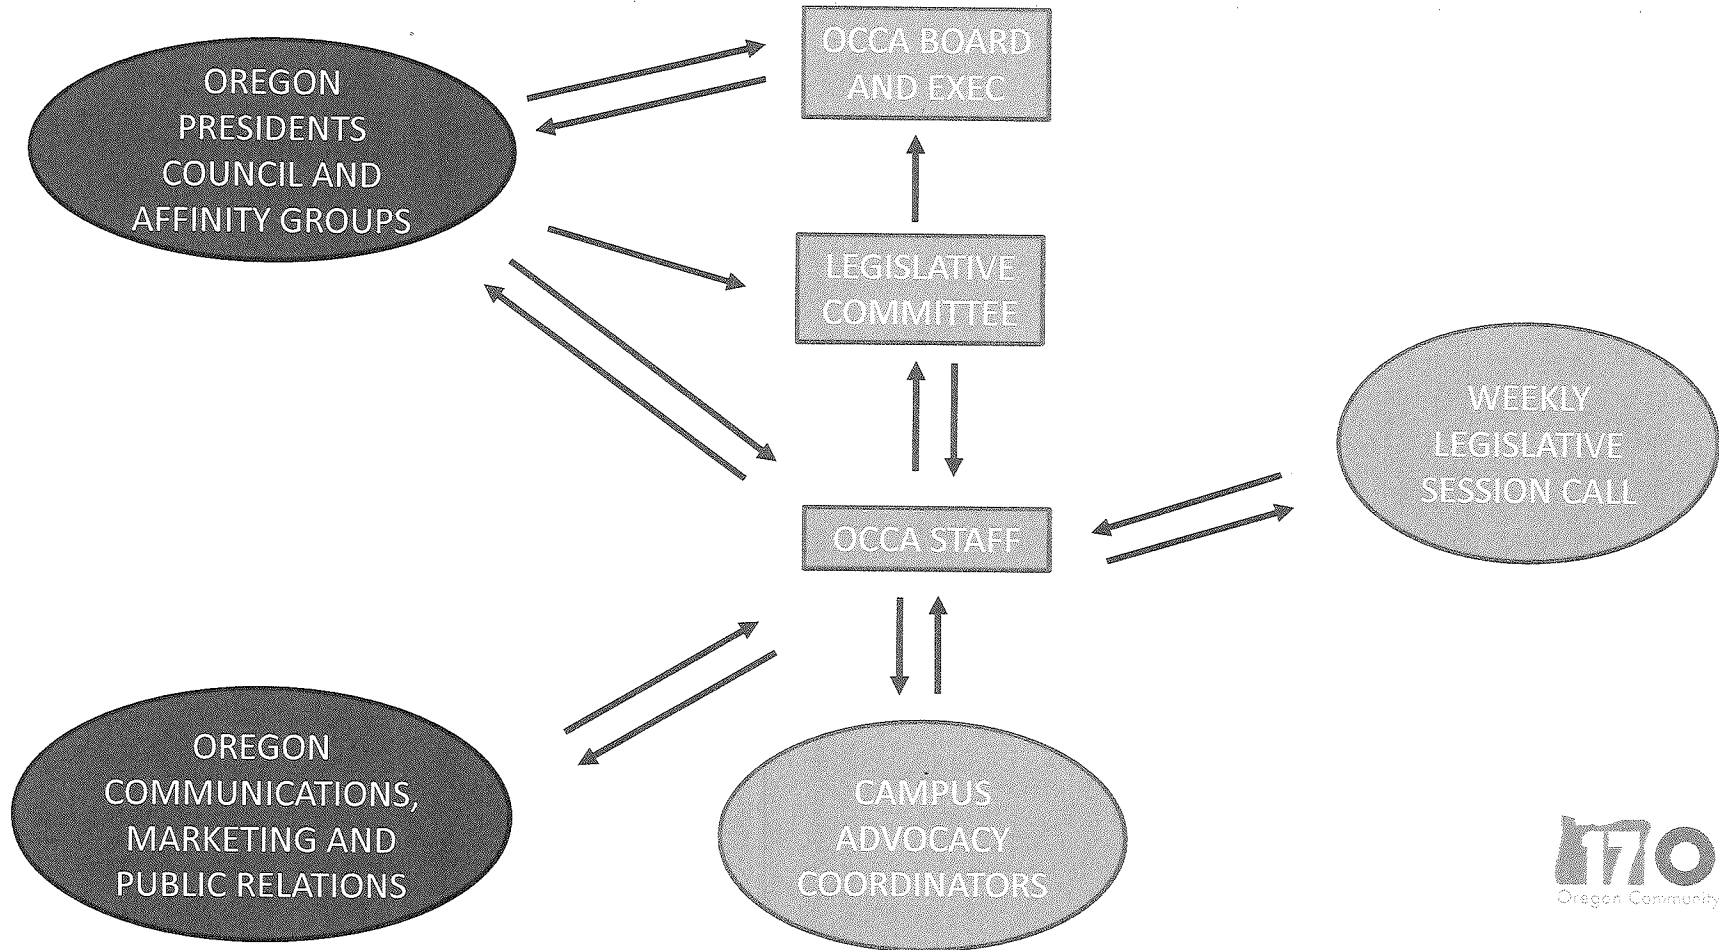 OREGON
PRESIDENTS
COUNCIL AND
AFFINITY GROUPS
OCCA BOARD
AND EXEC
LEGISLATIVE
COMMITTEE
WEEKLY
LEGISLATIVE
SESSION CALL
OCCA STAFF
OREGON
COMMUNICATIONS,
MARKETING AND
PUBLIC RELATIONS
CAMPUS
ADVOCACY
COORDINATORS
17 O
Oregon Community